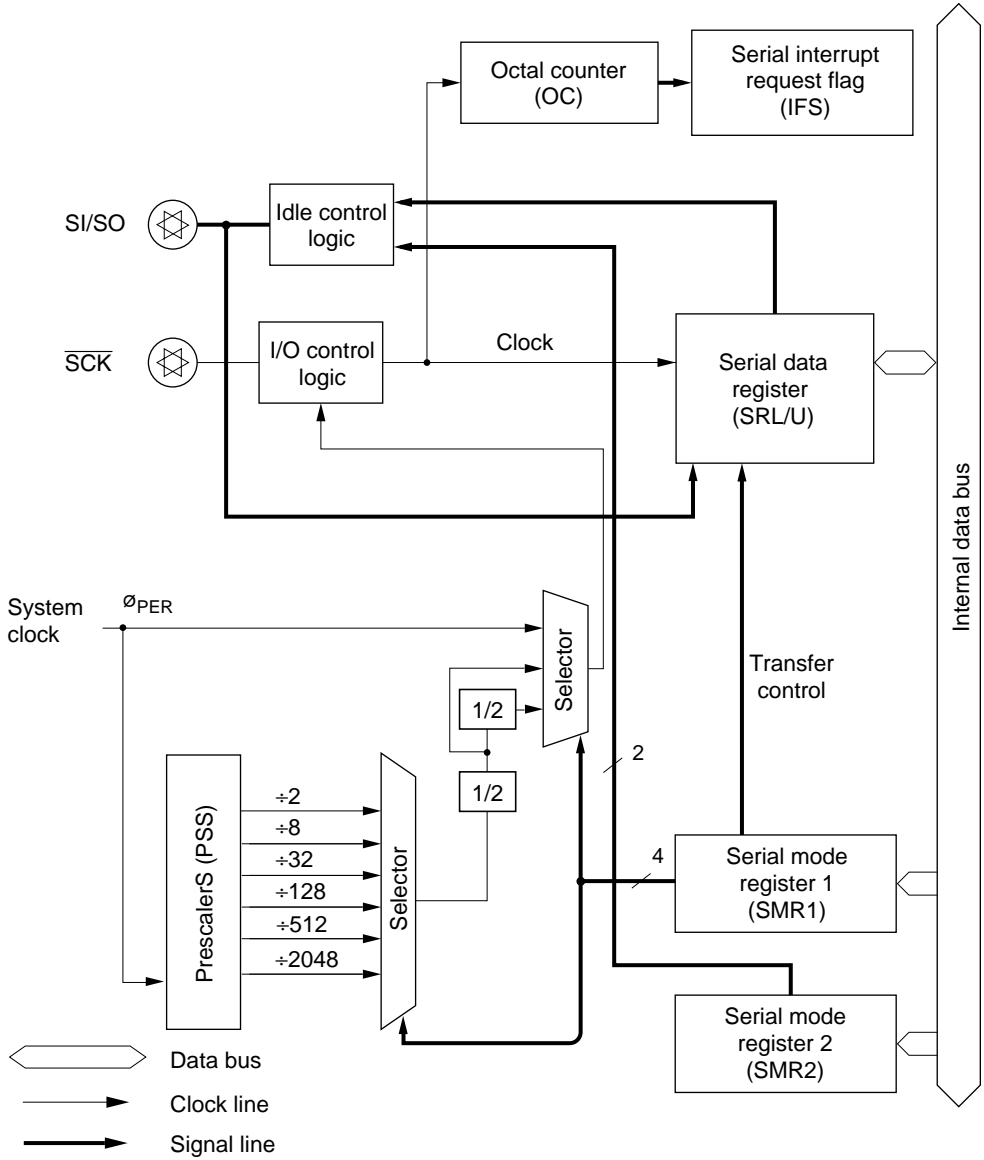 Octal counter
(OC)
Serial interrupt
request flag
(IFS)
SI/SO
Idle control
logic
SCK
I/O control
logic
Clock
Serial data
register
(SRL/U)
Internal data bus
System
clock
øPER
Selector
Transfer
control
1/2
2
1/2
PrescalerS (PSS)
÷2
÷8
÷32
÷128
÷512
÷2048
Selector
4
Serial mode
register 1
(SMR1)
Serial mode
register 2
(SMR2)
Data bus
Clock line
Signal line